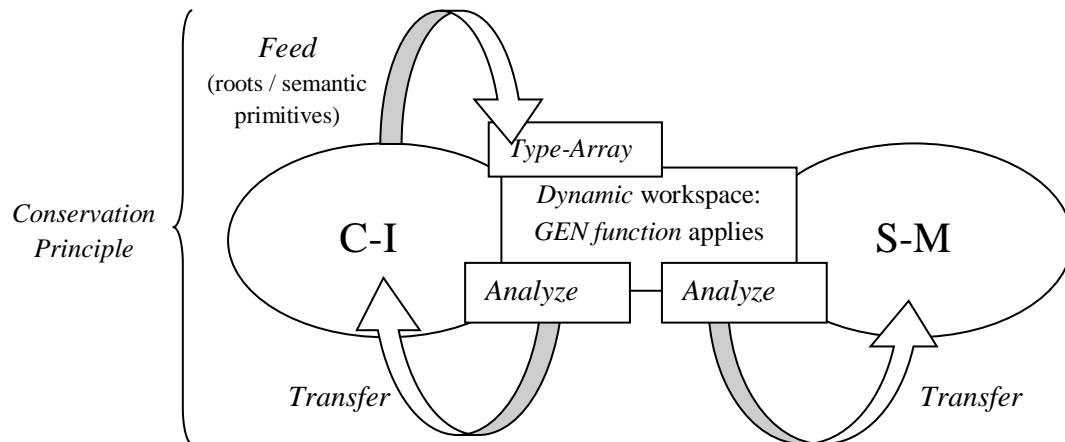 Feed
(roots / semantic
primitives)
Type-Array
Conservation
Principle
C-I
Dynamic workspace:
GEN function applies
S-M
Analyze
Analyze
Transfer
Transfer